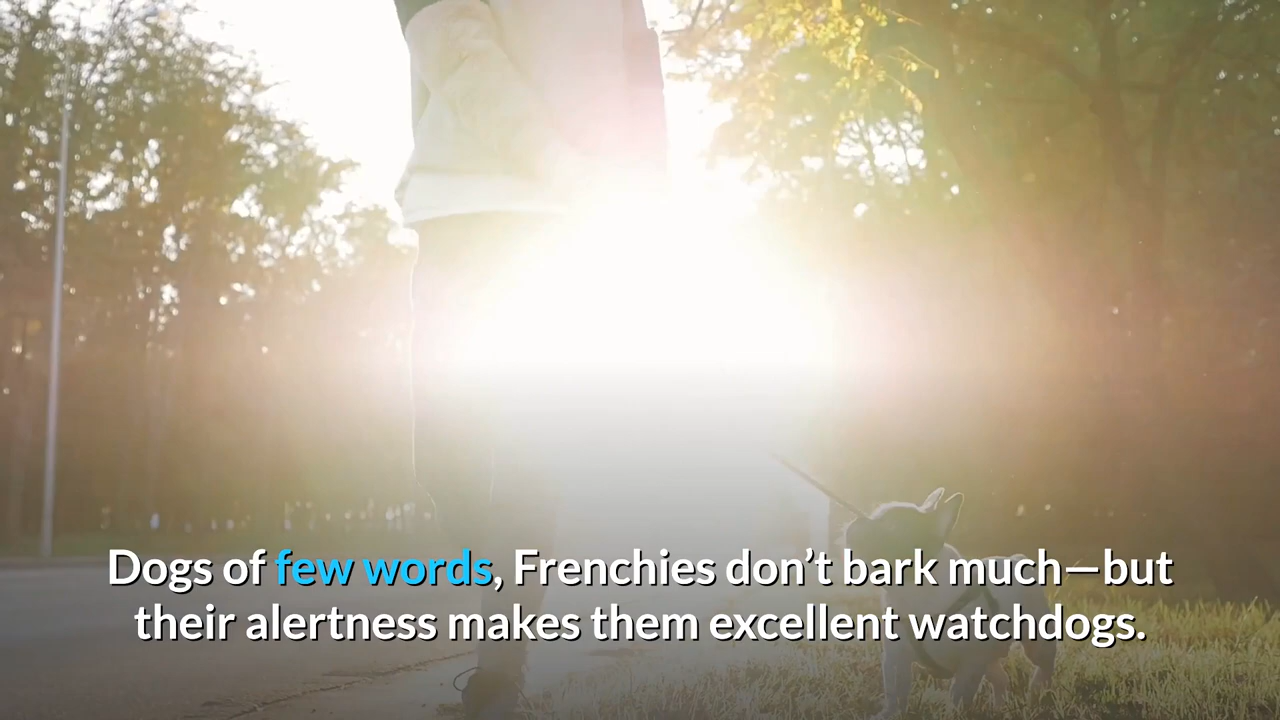 Dogs of few words, Frenchies don’t bark much—but
their alertness makes them excellent watchdogs.